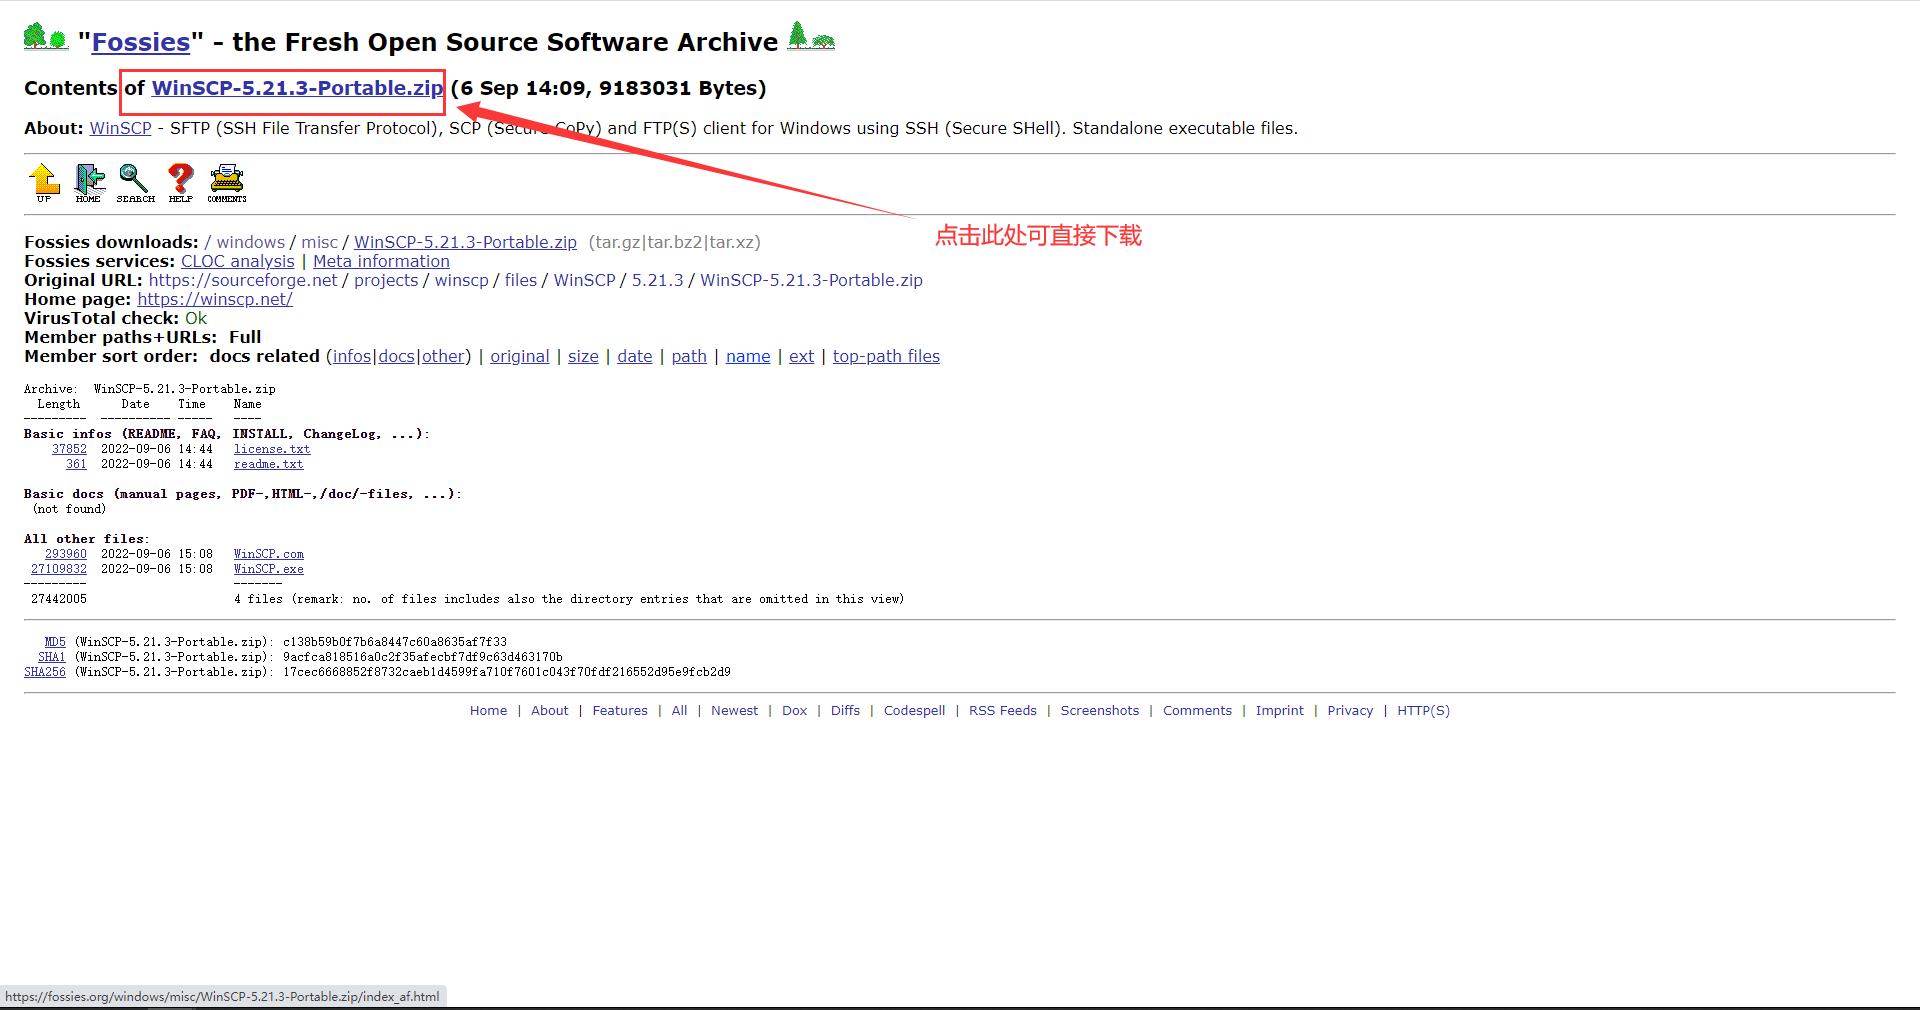 "Fossies" - the Fresh Open Source Software Archive
Contents of WinSCP-5.21.3-Portable.zip (6 Sep 14:09, 9183031 Bytes)
About: WinSCP - SFTP (SSH File Transfer Protocol), SCP (Secure CoPy) and FTP(S) client for Windows using SSH (Secure SHell). Standalone executable files.
UP HOME SEARCH HELP COMMENTS
点击此处可直接下载
Fossies downloads: / windows / misc / WinSCP-5.21.3-Portable.zip (tar.gz|tar.bz2|tar.xz)
Fossies services: CLOC analysis | Meta information
Original URL: https://sourceforge.net / projects / winscp / files / WinSCP / 5.21.3 / WinSCP-5.21.3-Portable.zip
Home page: https://winscp.net/
VirusTotal check: Ok
Member paths+URLs: Full
Member sort order: docs related (infos|docs|other) | original | size | date | path | name | ext | top-path files
Archive: WinSCP-5.21.3-Portable.zip
Length Date Time Name
--------- ---------- ----- ----
Basic infos (README, FAQ, INSTALL, ChangeLog, ...):
37852 2022-09-06 14:44 license.txt
361 2022-09-06 14:44 readme.txt
Basic docs (manual pages, PDF-,HTML-,/doc/-files, ...):
(not found)
All other files:
293960 2022-09-06 15:08 WinSCP.com
27109832 2022-09-06 15:08 WinSCP.exe
--------- -------
27442005 4 files (remark: no. of files includes also the directory entries that are omitted in this view)
MD5 (WinSCP-5.21.3-Portable.zip): c138b59b0f7b6a8447c60a8635af7f33
SHA1 (WinSCP-5.21.3-Portable.zip): 9acfca818516a0c2f35afecbf7df9c63d463170b
SHA256 (WinSCP-5.21.3-Portable.zip): 17cec6668852f8732caeb1d4599fa710f7601c043f70fdf216552d95e9fcb2d9
Home | About | Features | All | Newest | Dox | Diffs | Codespell | RSS Feeds | Screenshots | Comments | Imprint | Privacy | HTTP(S)
https://fossies.org/windows/misc/WinSCP-5.21.3-Portable.zip/index_af.html